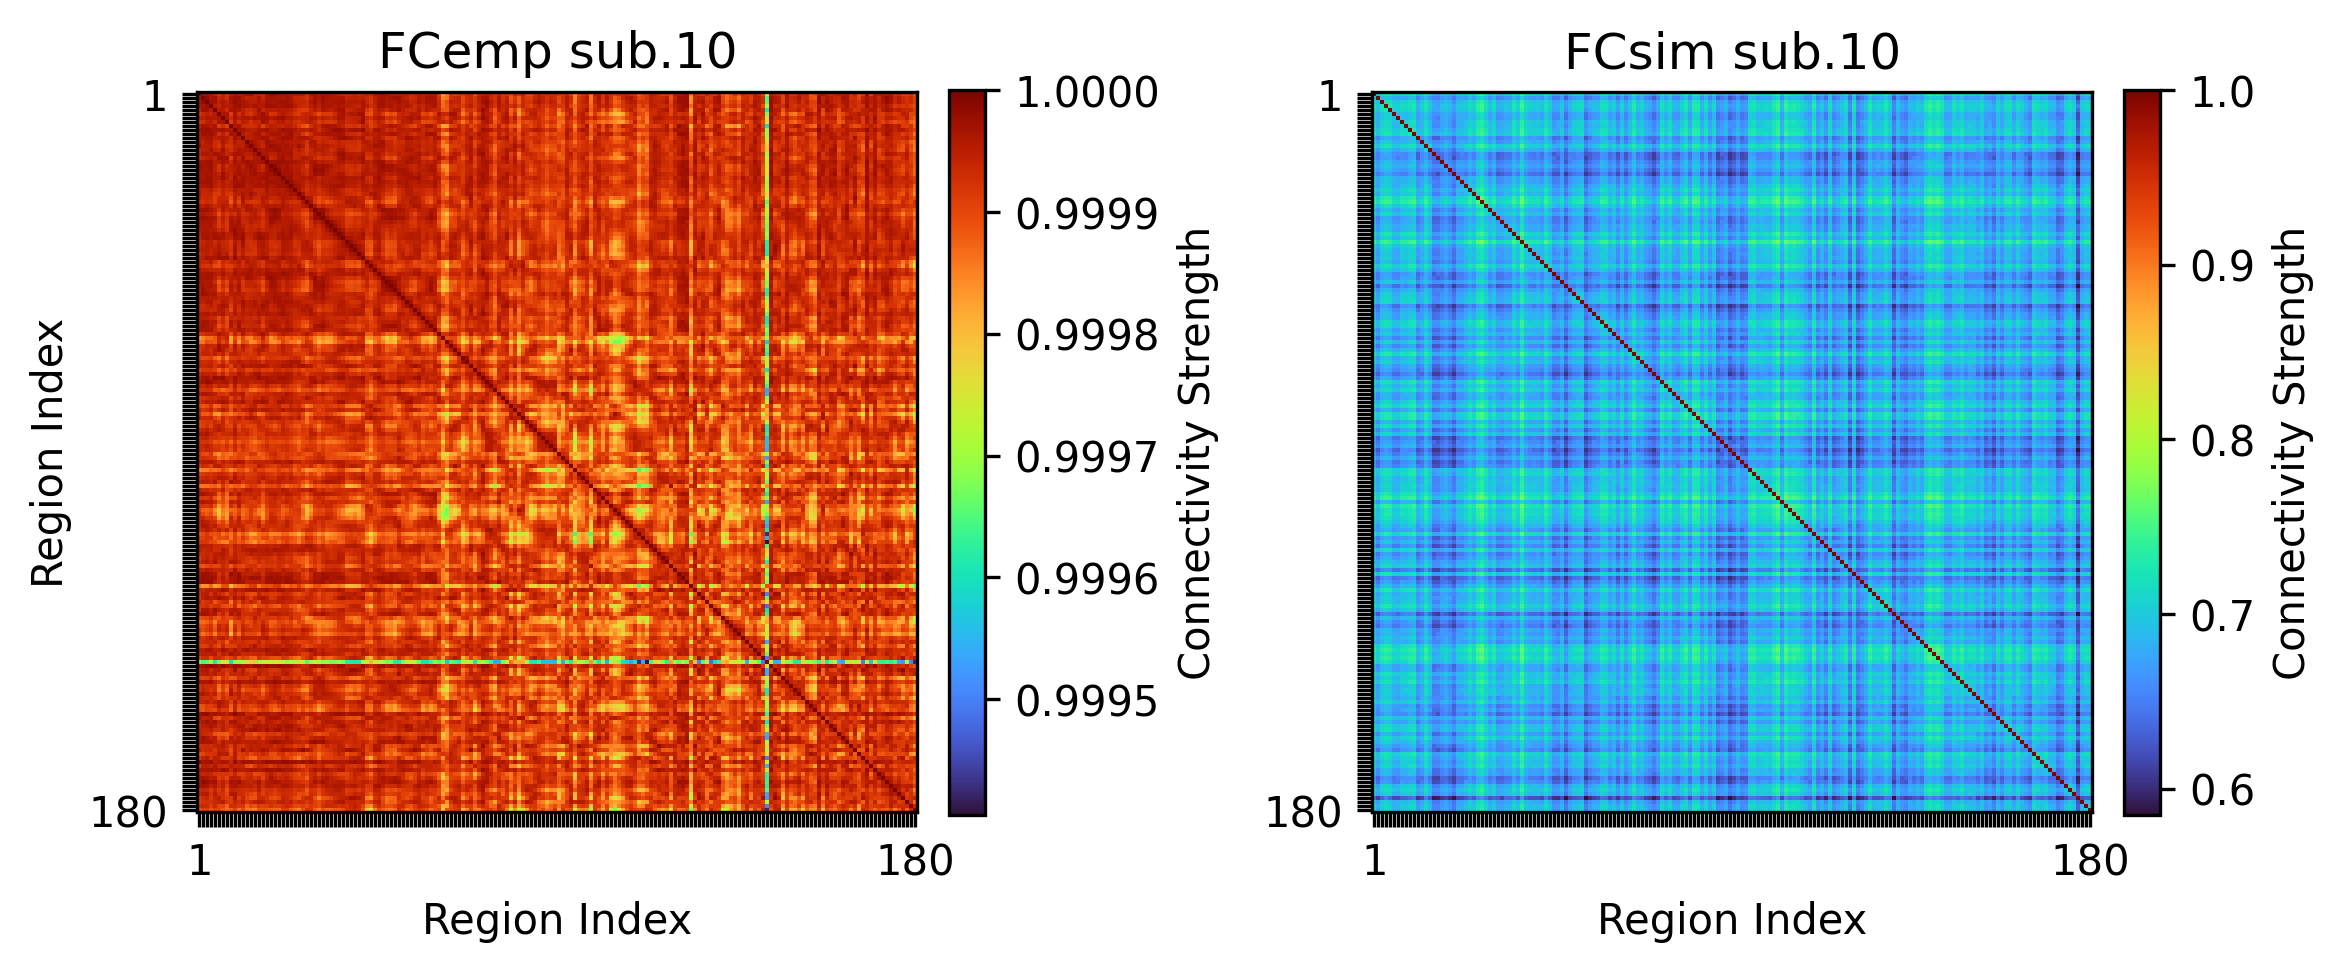 FCemp sub.10
1
180
1
180
Region Index
Region Index
1.0000
0.9999
0.9998
0.9997
0.9996
0.9995
Connectivity Strength
FCsim sub.10
1
180
1
180
Region Index
1.0
0.9
0.8
0.7
0.6
Connectivity Strength